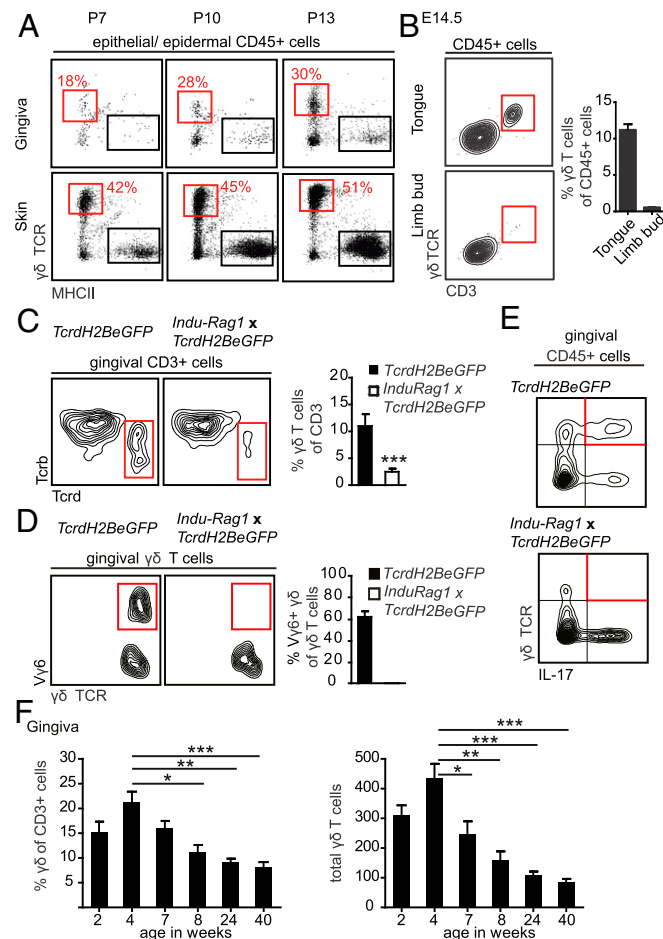 A
P7 P10 P13
epithelial/ epidermal CD45+ cells
Gingiva
18% 28% 30%
Skin
42% 45% 51%
γδ TCR
MHCII
B E14.5
CD45+ cells
Tongue
Limb bud
γδ TCR
CD3
% γδ T cells
of CD45+ cells
15
10
5
0
Tongue
Limb bud
C
TcrdH2BeGFP
Indu-Rag1 x
TcrdH2BeGFP
gingival CD3+ cells
Tcrb
Tcrd
TcrdH2BeGFP
InduRag1 x
TcrdH2BeGFP
% γδ T cells
of CD3
20
15
10
5
0
***
D
TcrdH2BeGFP
Indu-Rag1 x
TcrdH2BeGFP
gingival γδ T cells
Vγ6
γδ TCR
TcrdH2BeGFP
InduRag1 x
TcrdH2BeGFP
% Vγ6+ γδ
of γδ T cells
100
80
60
40
20
0
E
gingival
CD45+ cells
TcrdH2BeGFP
Indu-Rag1 x
TcrdH2BeGFP
γδ TCR
IL-17
F Gingiva
% γδ of CD3+ cells
30
25
20
15
10
5
***
**
*
2 4 7 8 24 40
age in weeks
total γδ T cells
500
400
300
200
100
0
***
***
**
*
2 4 7 8 24 40
age in weeks